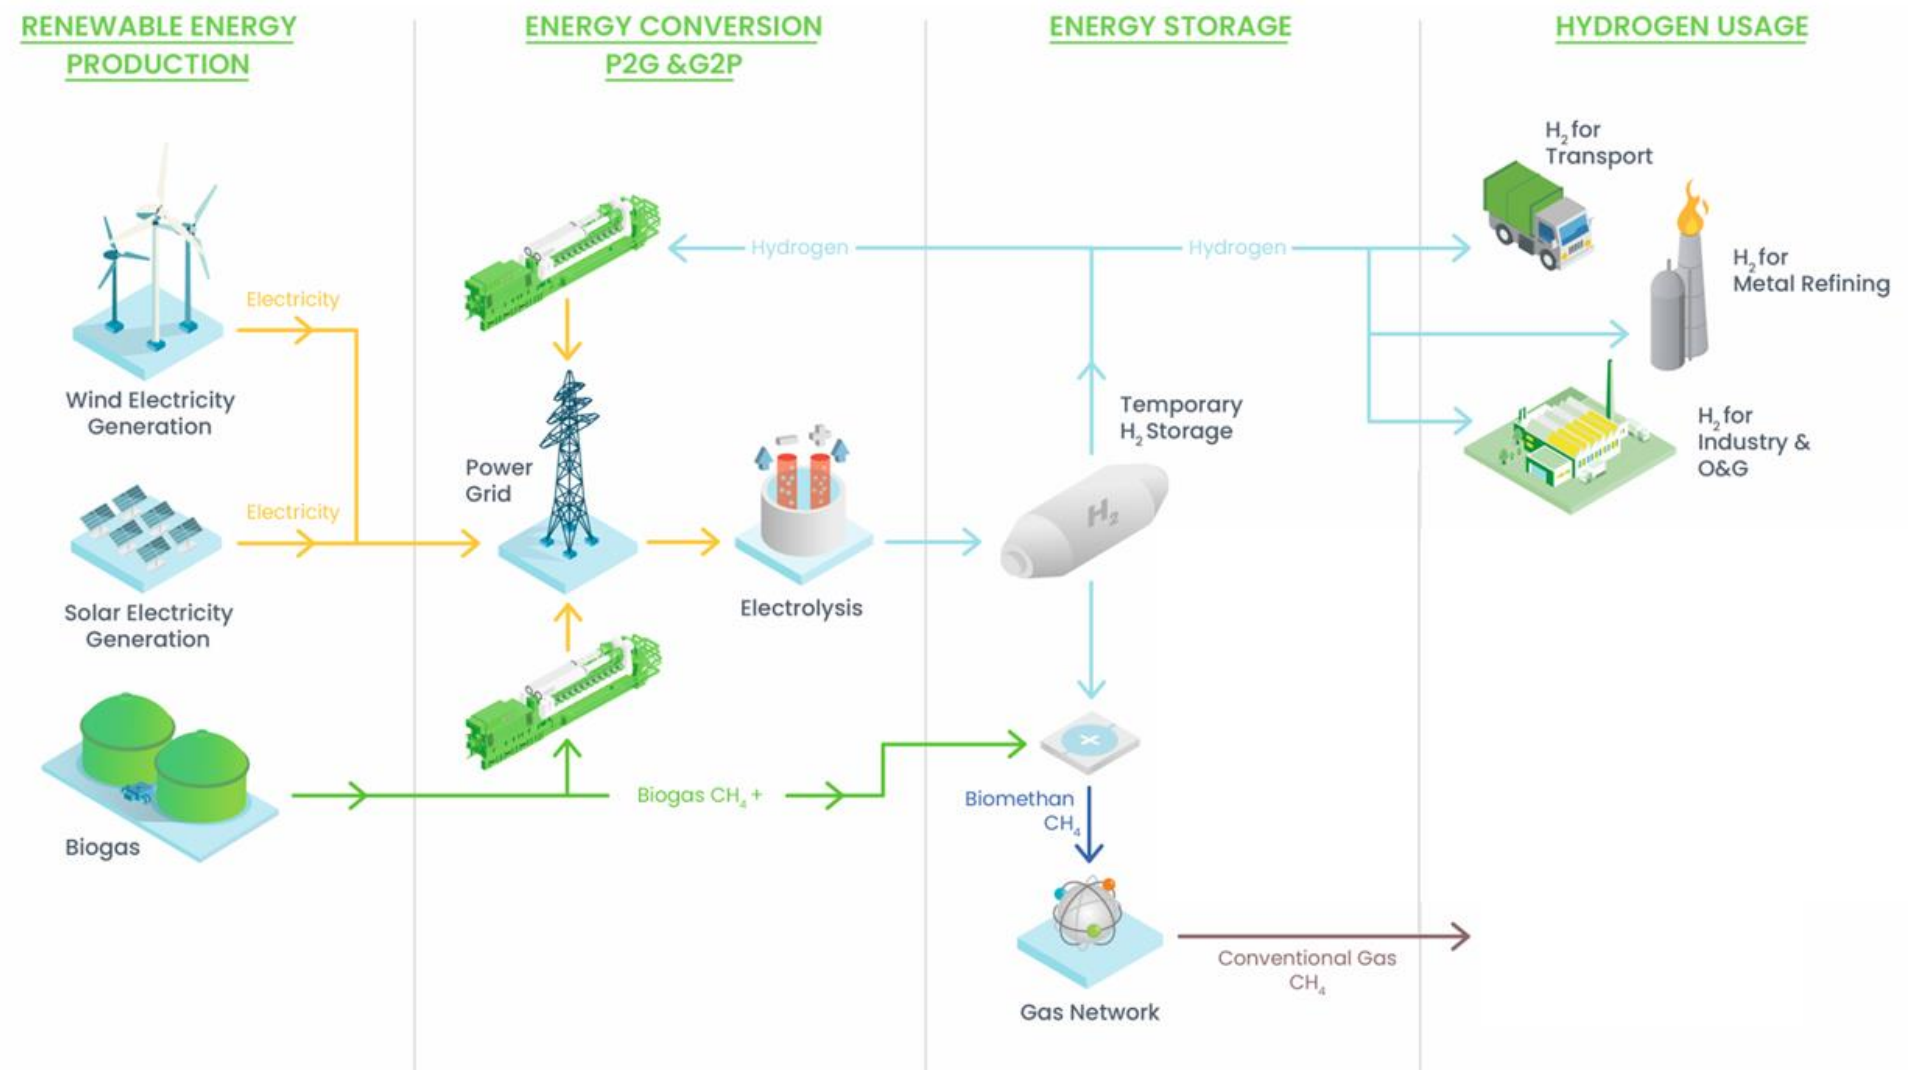 RENEWABLE ENERGY
PRODUCTION
ENERGY CONVERSION
P2G &G2P
ENERGY STORAGE
HYDROGEN USAGE
H₂ for
Transport
Hydrogen
Hydrogen
H₂ for
Metal Refining
Electricity
Wind Electricity
Generation
Temporary
H₂ Storage
H₂ for
Industry &
O&G
Power
Grid
Electricity
H₂
Solar Electricity
Generation
Electrolysis
Biogas CH₄ +
Biomethan
CH₄
Biogas
Conventional Gas
CH₄
Gas Network